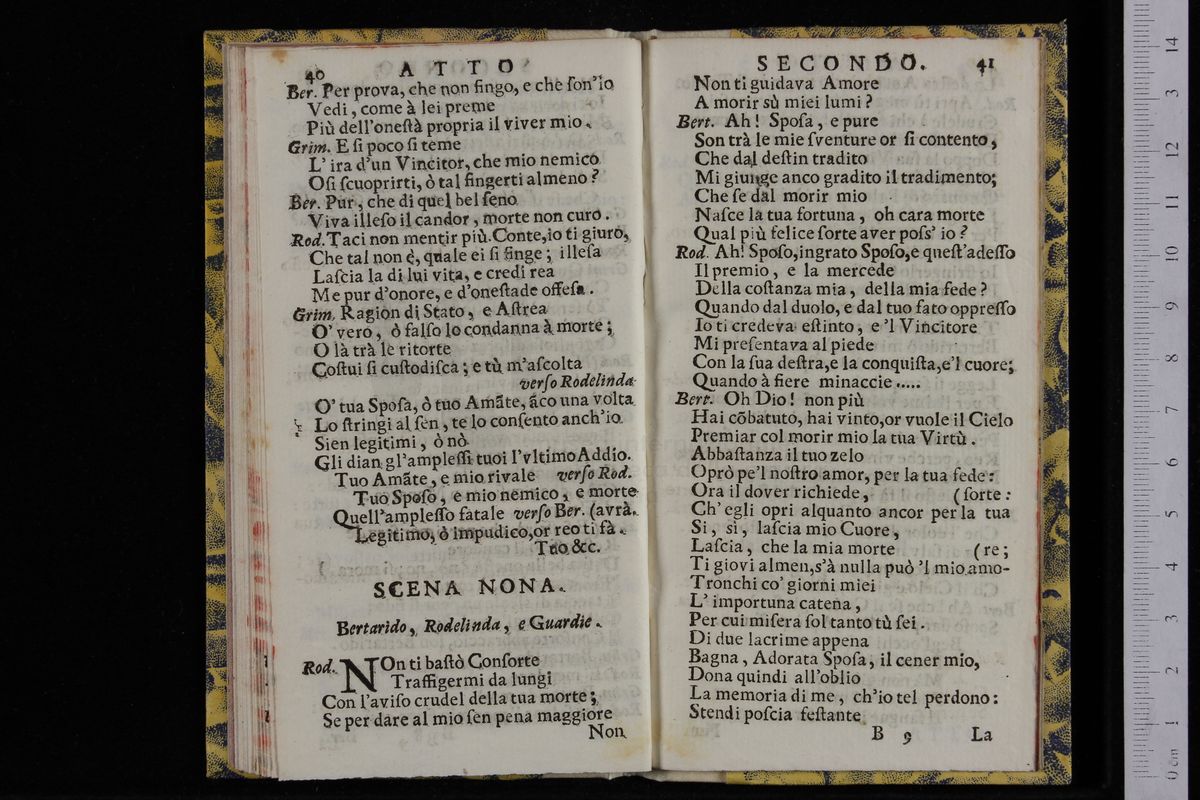 40 ATTO
Ber. Per prova, che non fingo, e che ſon'io
Vedi, come à lei preme
Più dell'oneſtà propria il viver mio.
Grim. E ſi poco ſi teme
L' ira d'un Vincitor, che mio nemico
Oſi ſcuoprirti, ò tal fingerti almeno?
Ber. Pur, che di quel bel ſeno
Viva illeſo il candor, morte non curo.
Rod. Taci non mentir più. Conte, io ti giuro,
Che tal non è, quale ei ſi finge; illeſa
Laſcia la di lui vita, e credi rea
Me pur d'onore, e d'oneſtade offeſa.
Grim. Ragion di Stato, e Aſtrea
O' vero, ò falſo lo condanna à morte;
O là trà le ritorte
Coſtui ſi cuſtodiſca; e tù m'aſcolta
verſo Rodelinda
O' tua Spoſa, ò tuo Amãte, ãco una volta
Lo ſtringi al ſen, te lo conſento anch'io
Sien legitimi, ò nò
Gli dian gl'ampleſſi tuoi l'vltimo Addio.
Tuo Amãte, e mio rivale verſo Rod.
Tuo Spoſo, e mio nemico, e morte
Quell'ampleſſo fatale verſo Ber. (avrà.
Legitimo, ò impudico, or reo ti fà.
Tuo &c.
SCENA NONA.
Bertarido, Rodelinda, e Guardie.
Rod. NOn ti baſtò Conſorte
Traffigermi da lungi
Con l'aviſo crudel della tua morte;
Se per dare al mio ſen pena maggiore
Non
SECONDO. 41
Non ti guidava Amore
A morir sù miei lumi?
Bert. Ah! Spoſa, e pure
Son trà le mie ſventure or ſi contento,
Che dal deſtin tradito
Mi giunge anco gradito il tradimento;
Che ſe dal morir mio
Naſce la tua fortuna, oh cara morte
Qual più felice ſorte aver poſs' io?
Rod. Ah! Spoſo, ingrato Spoſo, e queſt'adeſſo
Il premio, e la mercede
Della coſtanza mia, della mia fede?
Quando dal duolo, e dal tuo fato oppreſſo
Io ti credeva eſtinto, e 'l Vincitore
Mi preſentava al piede
Con la ſua deſtra, e la conquiſta, e'l cuore;
Quando à fiere minaccie .....
Bert. Oh Dio! non più
Hai cõbatuto, hai vinto, or vuole il Cielo
Premiar col morir mio la tua Virtù.
Abbaſtanza il tuo zelo
Oprò pe'l noſtro amor, per la tua fede:
Ora il dover richiede, (ſorte:
Ch' egli opri alquanto ancor per la tua
Si, sì, laſcia mio Cuore,
Laſcia, che la mia morte (re;
Ti giovi almen, s'à nulla può 'l mio amo-
Tronchi co' giorni miei
L' importuna catena,
Per cui miſera ſol tanto tù ſei.
Di due lacrime appena
Bagna, Adorata Spoſa, il cener mio,
Dona quindi all'oblio
La memoria di me, ch'io tel perdono:
Stendi poſcia feſtante
B 9 La
0 cm 1 2 3 4 5 6 7 8 9 10 11 12 13 14